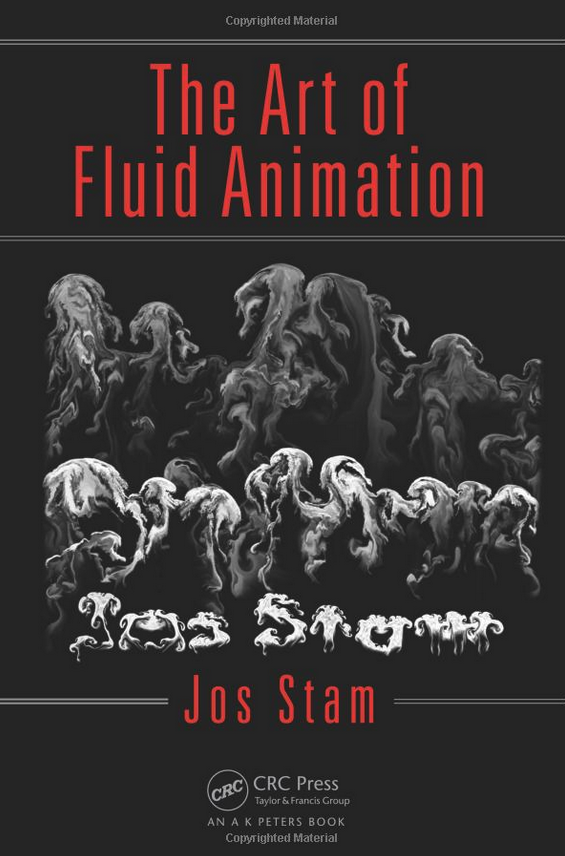 Copyrighted Material
The Art of
Fluid Animation
Jos Stam
Jos Stam
CRC CRC Press
Taylor & Francis Group
AN A K PETERS BOOK
Copyrighted Material